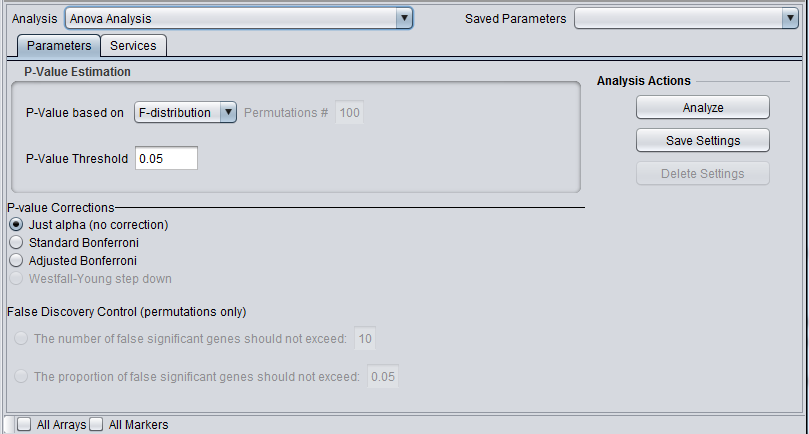 Analysis Anova Analysis Saved Parameters
Parameters Services
P-Value Estimation
Analysis Actions
P-Value based on F-distribution Permutations # 100
Analyze
Save Settings
P-Value Threshold 0.05
Delete Settings
P-value Corrections
Just alpha (no correction)
Standard Bonferroni
Adjusted Bonferroni
Westfall-Young step down
False Discovery Control (permutations only)
The number of false significant genes should not exceed: 10
The proportion of false significant genes should not exceed: 0.05
All Arrays All Markers